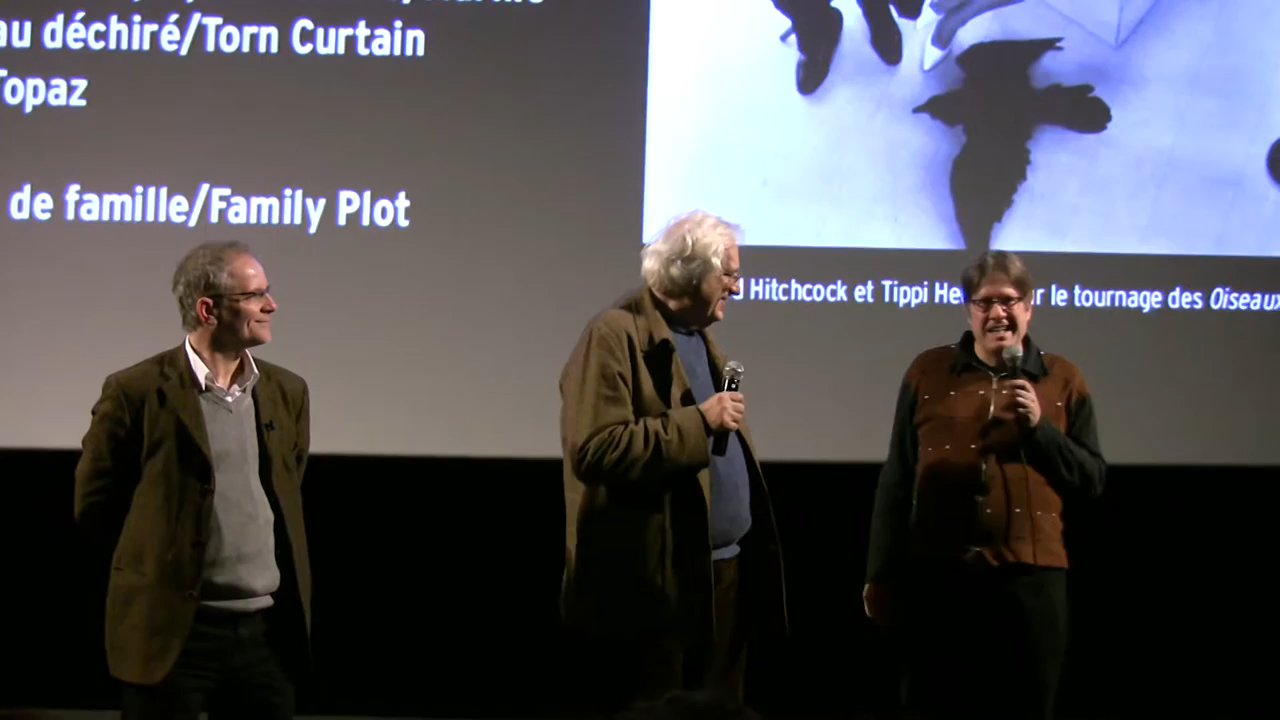 au déchiré/Torn Curtain
Topaz
de famille/Family Plot
d Hitchcock et Tippi He
r le tournage des Oiseaux